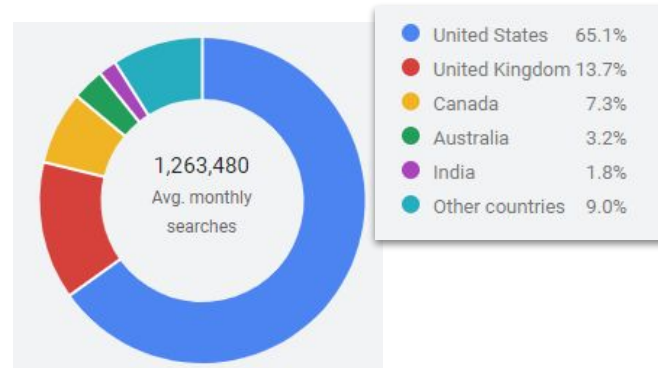 1,263,480
Avg. monthly
searches
United States 65.1%
United Kingdom 13.7%
Canada 7.3%
Australia 3.2%
India 1.8%
Other countries 9.0%